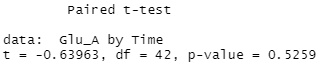 Paired t-test
data:  Glu_A by Time
t = -0.63963, df = 42, p-value = 0.5259